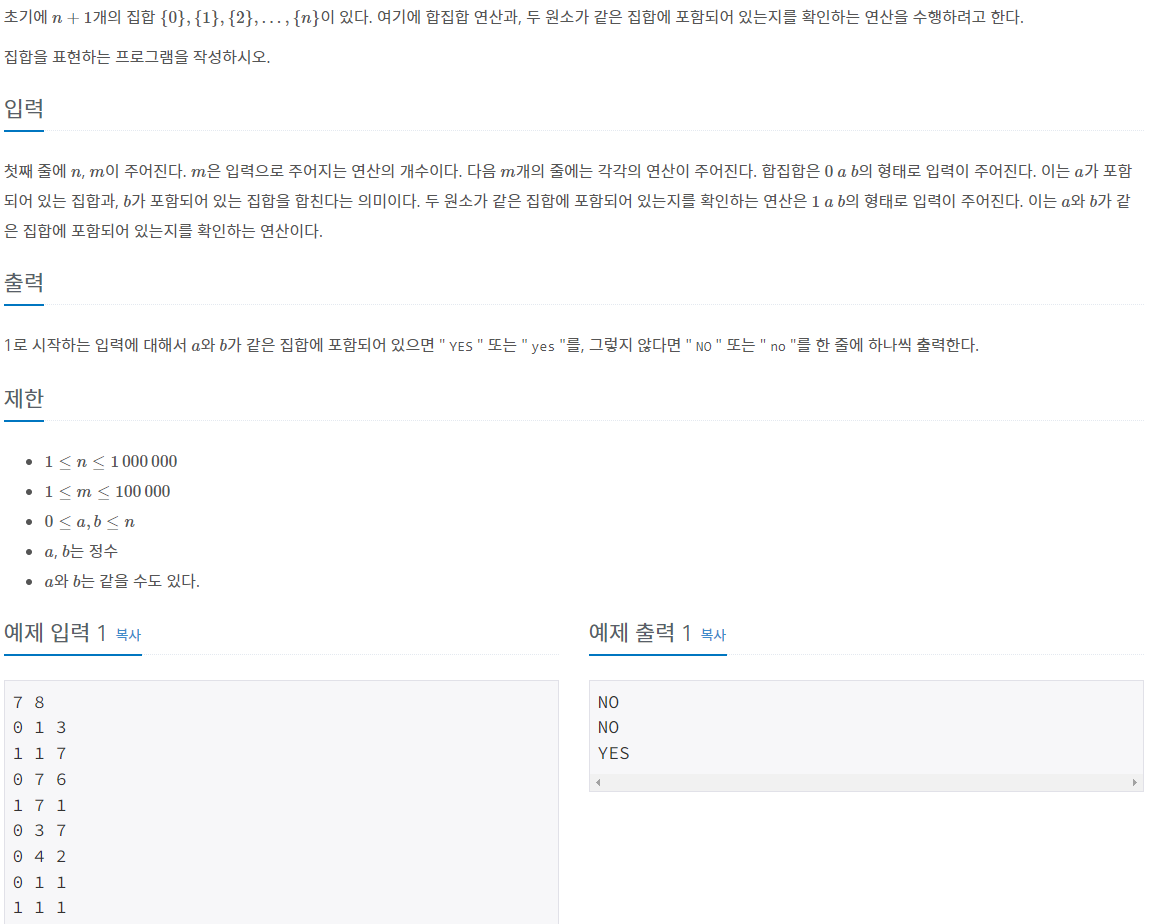 초기에 n + 1개의 집합 {0}, {1}, {2}, . . . , {n}이 있다. 여기에 합집합 연산과, 두 원소가 같은 집합에 포함되어 있는지를 확인하는 연산을 수행하려고 한다.
집합을 표현하는 프로그램을 작성하시오.
입력
첫째 줄에 n, m이 주어진다. m은 입력으로 주어지는 연산의 개수이다. 다음 m개의 줄에는 각각의 연산이 주어진다. 합집합은 0 a b의 형태로 입력이 주어진다. 이는 a가 포함
되어 있는 집합과, b가 포함되어 있는 집합을 합친다는 의미이다. 두 원소가 같은 집합에 포함되어 있는지를 확인하는 연산은 1 a b의 형태로 입력이 주어진다. 이는 a와 b가 같
은 집합에 포함되어 있는지를 확인하는 연산이다.
출력
1로 시작하는 입력에 대해서 a와 b가 같은 집합에 포함되어 있으면 " YES " 또는 " yes "를, 그렇지 않다면 " NO " 또는 " no "를 한 줄에 하나씩 출력한다.
제한
• 1 ≤ n ≤ 1 000 000
• 1 ≤ m ≤ 100 000
• 0 ≤ a, b ≤ n
• a, b는 정수
• a와 b는 같을 수도 있다.
예제 입력 1 복사
7 8
0 1 3
1 1 7
0 7 6
1 7 1
0 3 7
0 4 2
0 1 1
1 1 1
예제 출력 1 복사
NO
NO
YES